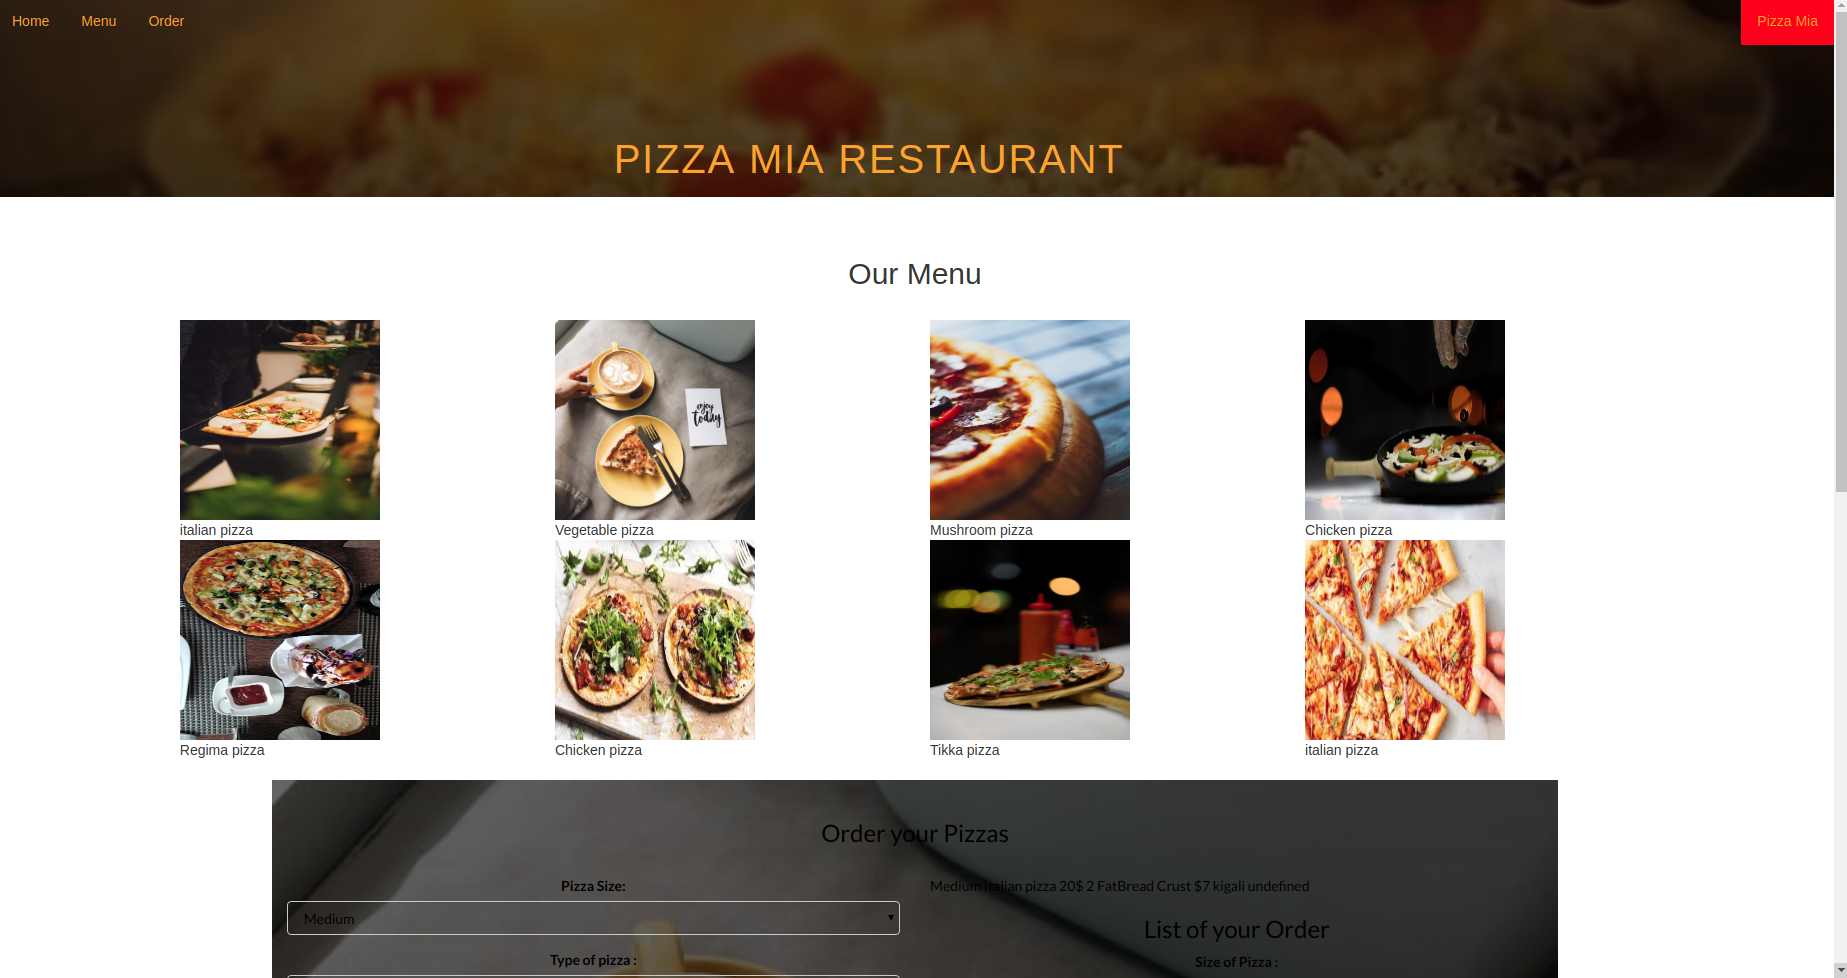 Home Menu Order Pizza Mia
PIZZA MIA RESTAURANT
Our Menu
enjoy
today
italian pizza Vegetable pizza Mushroom pizza Chicken pizza
Regima pizza Chicken pizza Tikka pizza italian pizza
Order your Pizzas
Pizza Size:
Medium
Type of pizza :
Medium Italian pizza 20$ 2 FatBread Crust $7 kigali undefined
List of your Order
Size of Pizza :